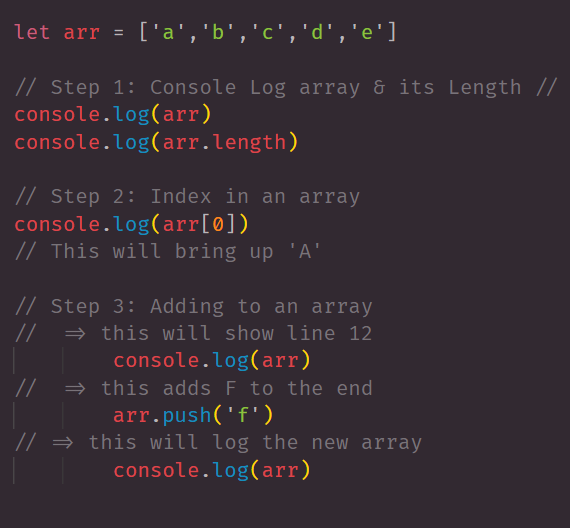 let arr = ['a','b','c','d','e']
// Step 1: Console Log array & its Length //
console.log(arr)
console.log(arr.length)
// Step 2: Index in an array
console.log(arr[0])
// This will bring up 'A'
// Step 3: Adding to an array
// => this will show line 12
console.log(arr)
// => this adds F to the end
arr.push('f')
// => this will log the new array
console.log(arr)